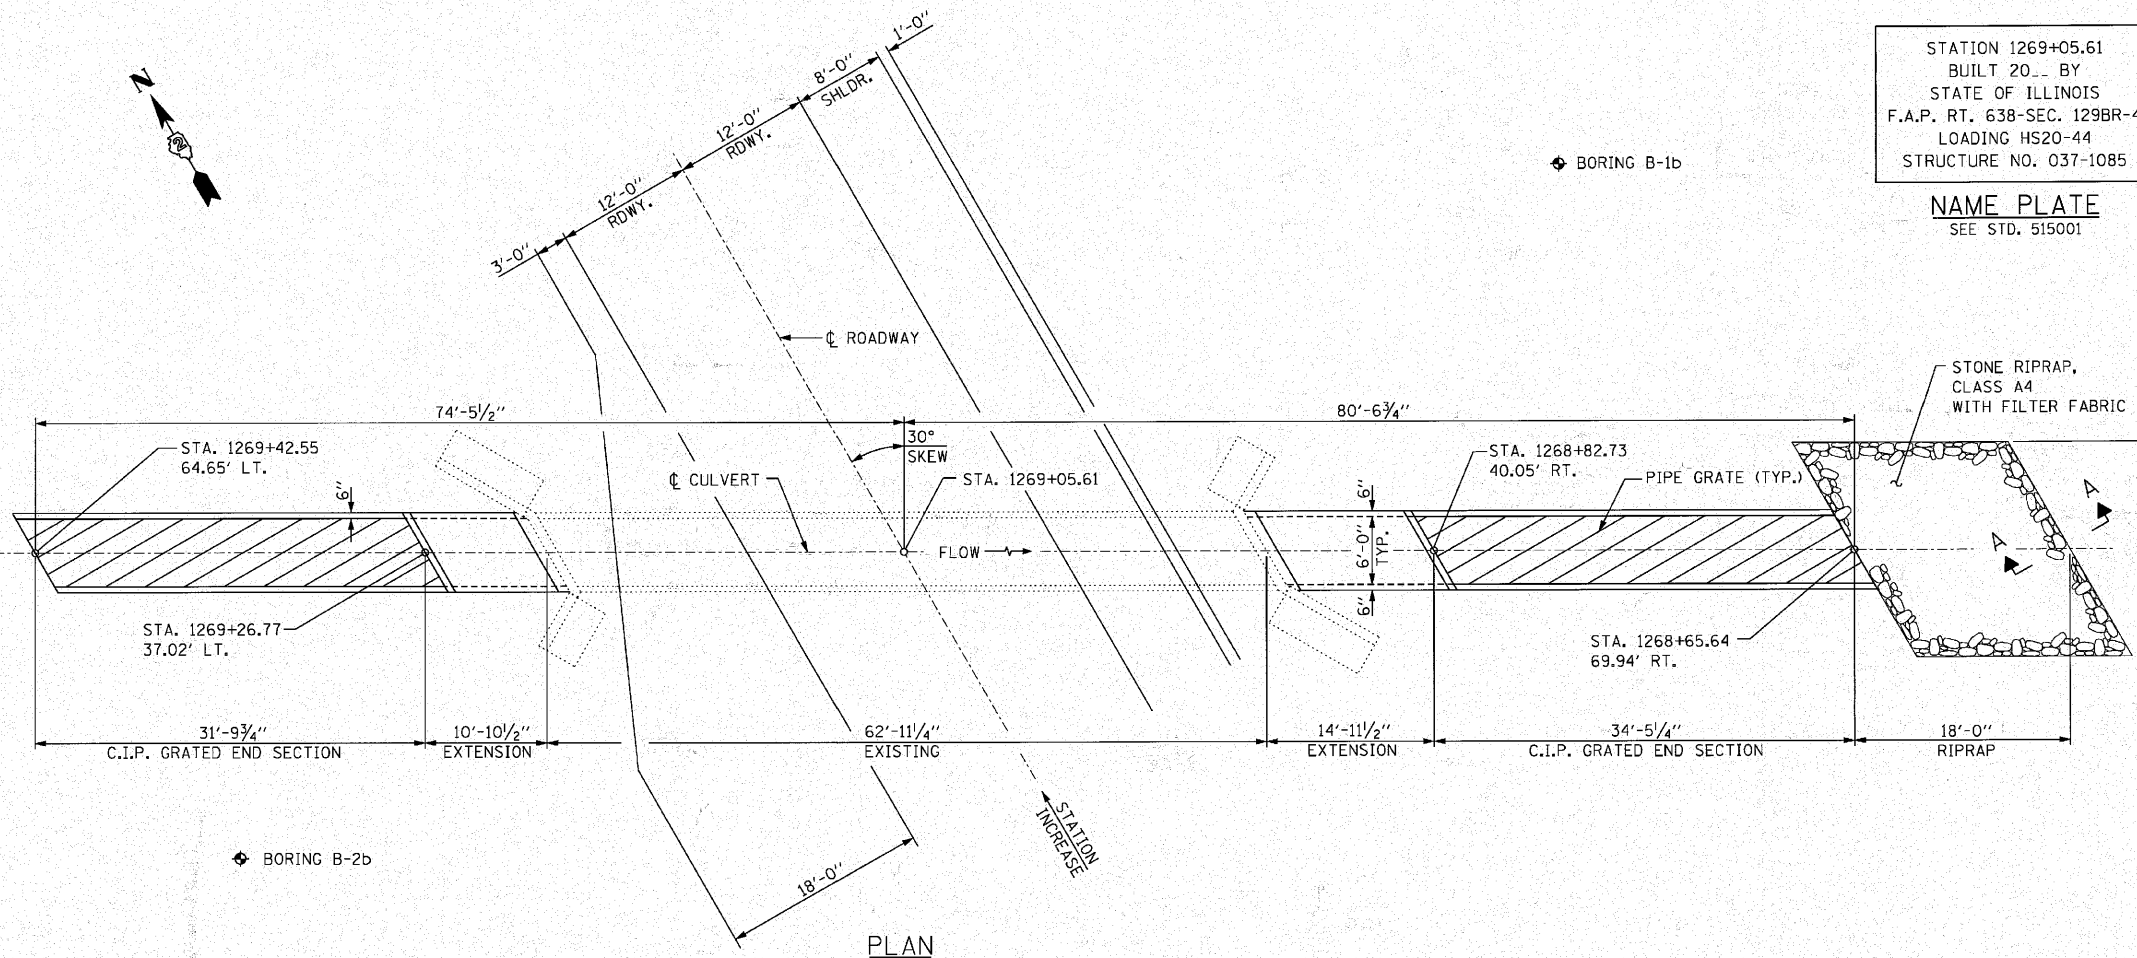 N
2
3'-0"
12'-0"
RDWY.
12'-0"
RDWY.
8'-0"
SHLDR.
1'-0"
BORING B-1b
STATION 1269+05.61
BUILT 20__ BY
STATE OF ILLINOIS
F.A.P. RT. 638-SEC. 129BR-4
LOADING HS20-44
STRUCTURE NO. 037-1085
NAME PLATE
SEE STD. 515001
℄ ROADWAY
STONE RIPRAP,
CLASS A4
WITH FILTER FABRIC
74'-5½"
80'-6¾"
STA. 1269+42.55
64.65' LT.
30°
SKEW
℄ CULVERT
STA. 1269+05.61
STA. 1268+82.73
40.05' RT.
PIPE GRATE (TYP.)
6"
6"
6'-0"
TYP.
6"
FLOW
A
A
STA. 1269+26.77
37.02' LT.
STA. 1268+65.64
69.94' RT.
31'-9¾"
C.I.P. GRATED END SECTION
10'-10½"
EXTENSION
62'-11¼"
EXISTING
14'-11½"
EXTENSION
34'-5¼"
C.I.P. GRATED END SECTION
18'-0"
RIPRAP
STATION
INCREASE
BORING B-2b
18'-0"
PLAN